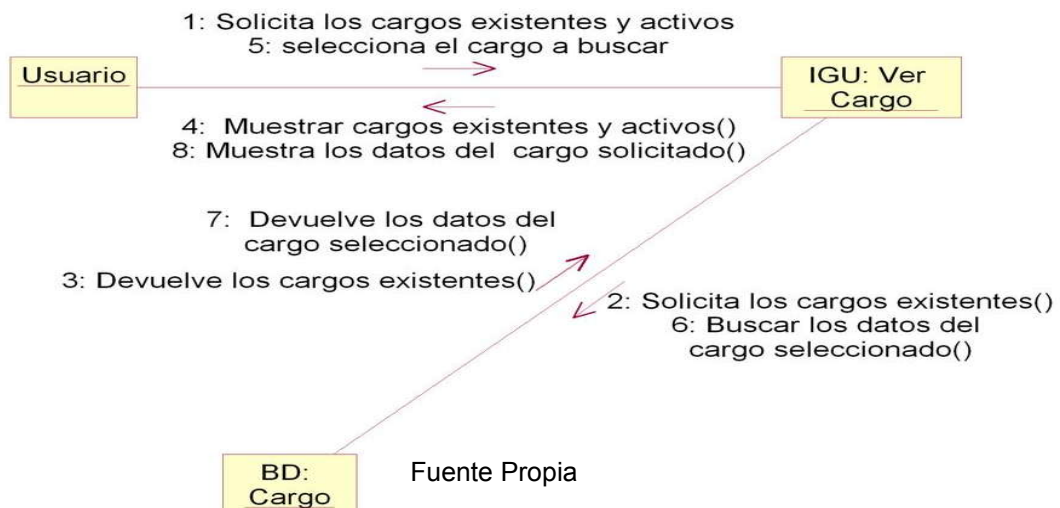 1: Solicita los cargos existentes y activos
5: selecciona el cargo a buscar
Usuario
IGU: Ver
Cargo
4: Muestrar cargos existentes y activos()
8: Muestra los datos del cargo solicitado()
7: Devuelve los datos del
cargo seleccionado()
3: Devuelve los cargos existentes()
2: Solicita los cargos existentes()
6: Buscar los datos del
cargo seleccionado()
BD:
Cargo
Fuente Propia